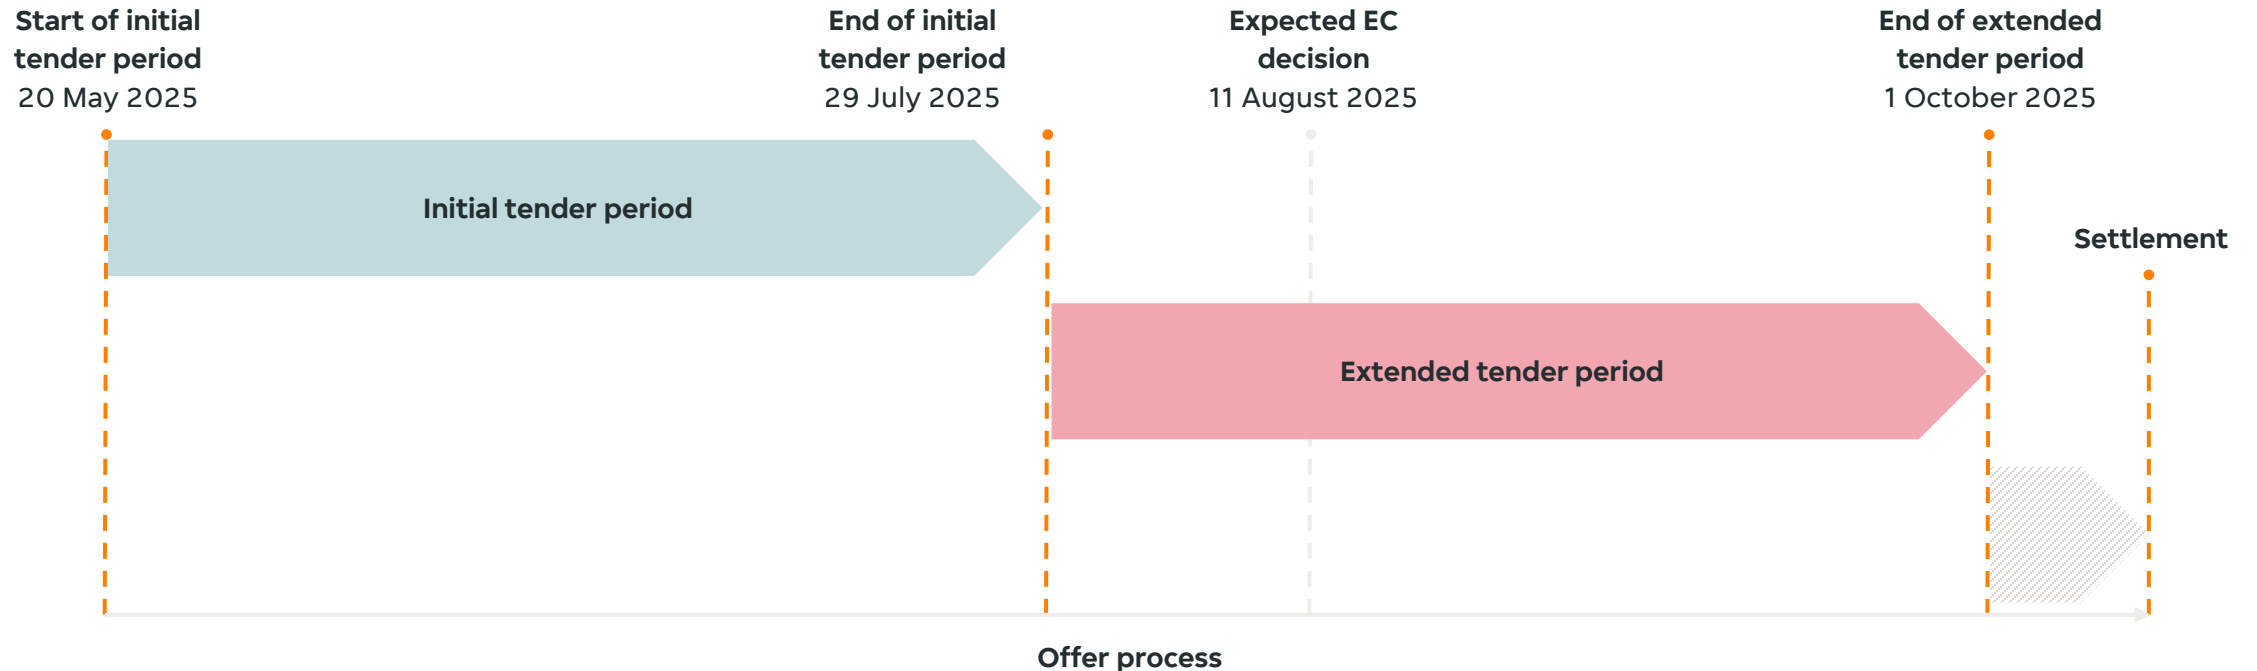 Start of initial
tender period
20 May 2025
End of initial
tender period
29 July 2025
Expected EC
decision
11 August 2025
End of extended
tender period
1 October 2025
Initial tender period
Settlement
Extended tender period
Offer process